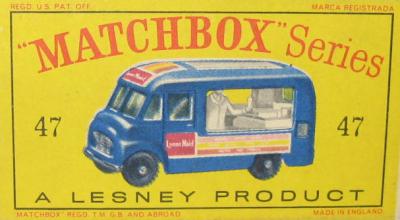 REGD. U.S. PAT. OFF. MARCA REGISTRADA
"MATCHBOX" Series
Lyons Maid
47 Lyons Maid 47
A LESNEY PRODUCT
"MATCHBOX" REGD. T.M. G.B. AND ABROAD MADE IN ENGLAND